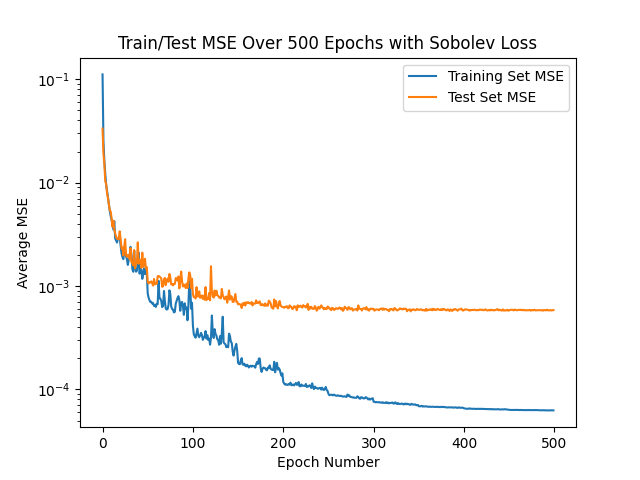 Train/Test MSE Over 500 Epochs with Sobolev Loss
Training Set MSE
Test Set MSE
Average MSE
10⁻¹
10⁻²
10⁻³
10⁻⁴
0 100 200 300 400 500
Epoch Number